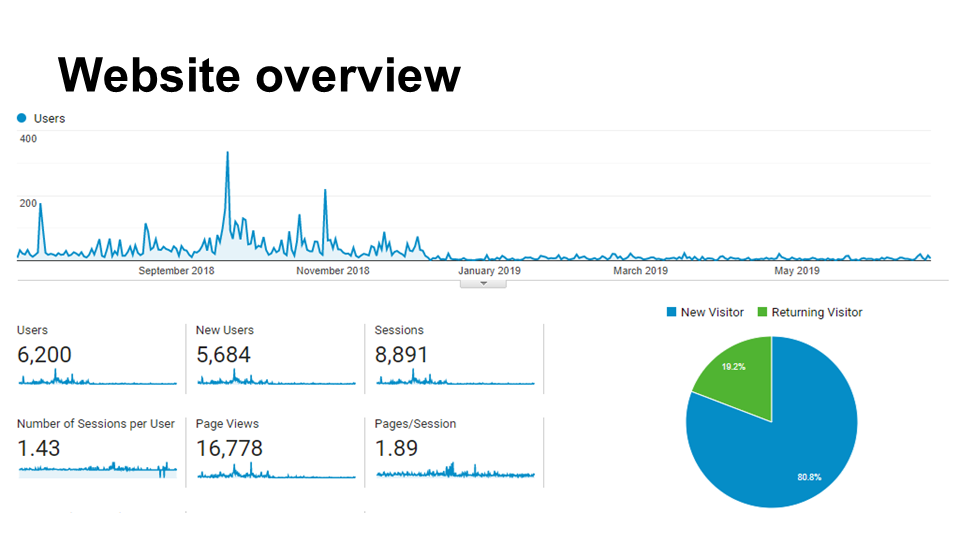 Website overview
Users
400
200
September 2018 November 2018 January 2019 March 2019 May 2019
New Visitor Returning Visitor
Users New Users Sessions
6,200 5,684 8,891
19.2%
Number of Sessions per User Page Views Pages/Session
1.43 16,778 1.89
80.8%